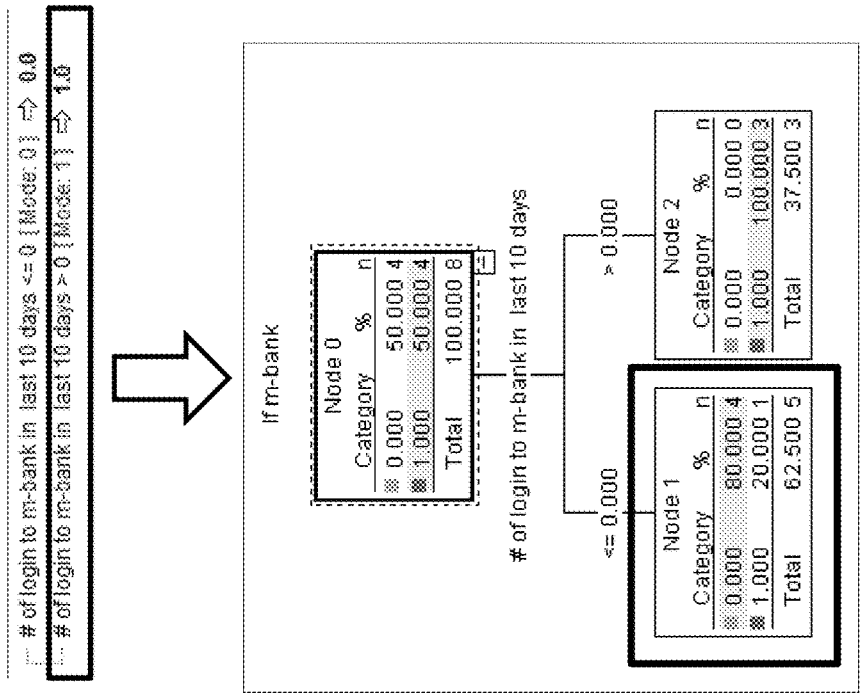 # of login to m-bank in last 10 days <= 0 [ Mode: 0 ] ⇨ 0.0
# of login to m-bank in last 10 days > 0 [ Mode: 1 ] ⇨ 1.0
If m-bank
Node 0
Category % n
0.000 50.000 4
1.000 50.000 4
Total 100.000 8
# of login to m-bank in last 10 days
<= 0.000
> 0.000
Node 1
Category % n
0.000 80.000 4
1.000 20.000 1
Total 62.500 5
Node 2
Category % n
0.000 0.000 0
1.000 100.000 3
Total 37.500 3